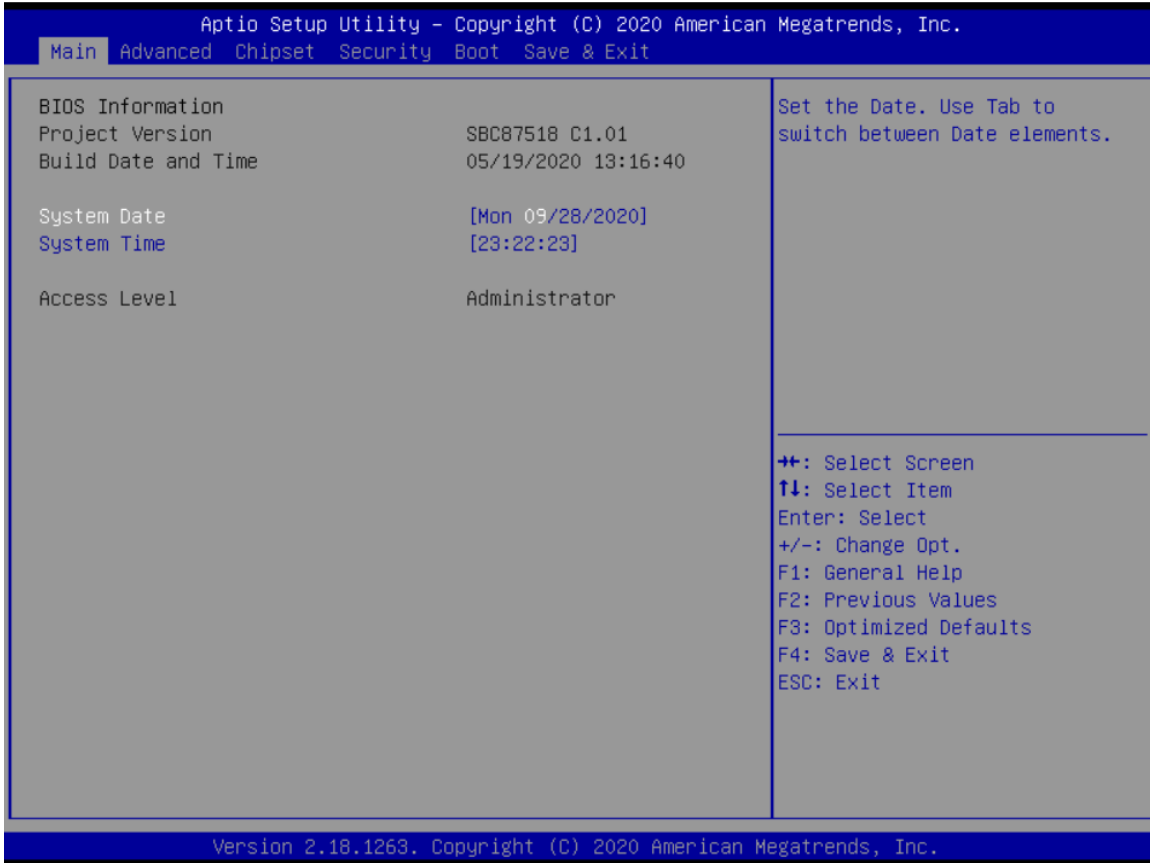 Aptio Setup Utility – Copyright (C) 2020 American Megatrends, Inc.
Main Advanced Chipset Security Boot Save & Exit
BIOS Information
Project Version SBC87518 C1.01
Build Date and Time 05/19/2020 13:16:40
System Date [Mon 09/28/2020]
System Time [23:22:23]
Access Level Administrator
Set the Date. Use Tab to
switch between Date elements.
→←: Select Screen
↑↓: Select Item
Enter: Select
+/-: Change Opt.
F1: General Help
F2: Previous Values
F3: Optimized Defaults
F4: Save & Exit
ESC: Exit
Version 2.18.1263. Copyright (C) 2020 American Megatrends, Inc.